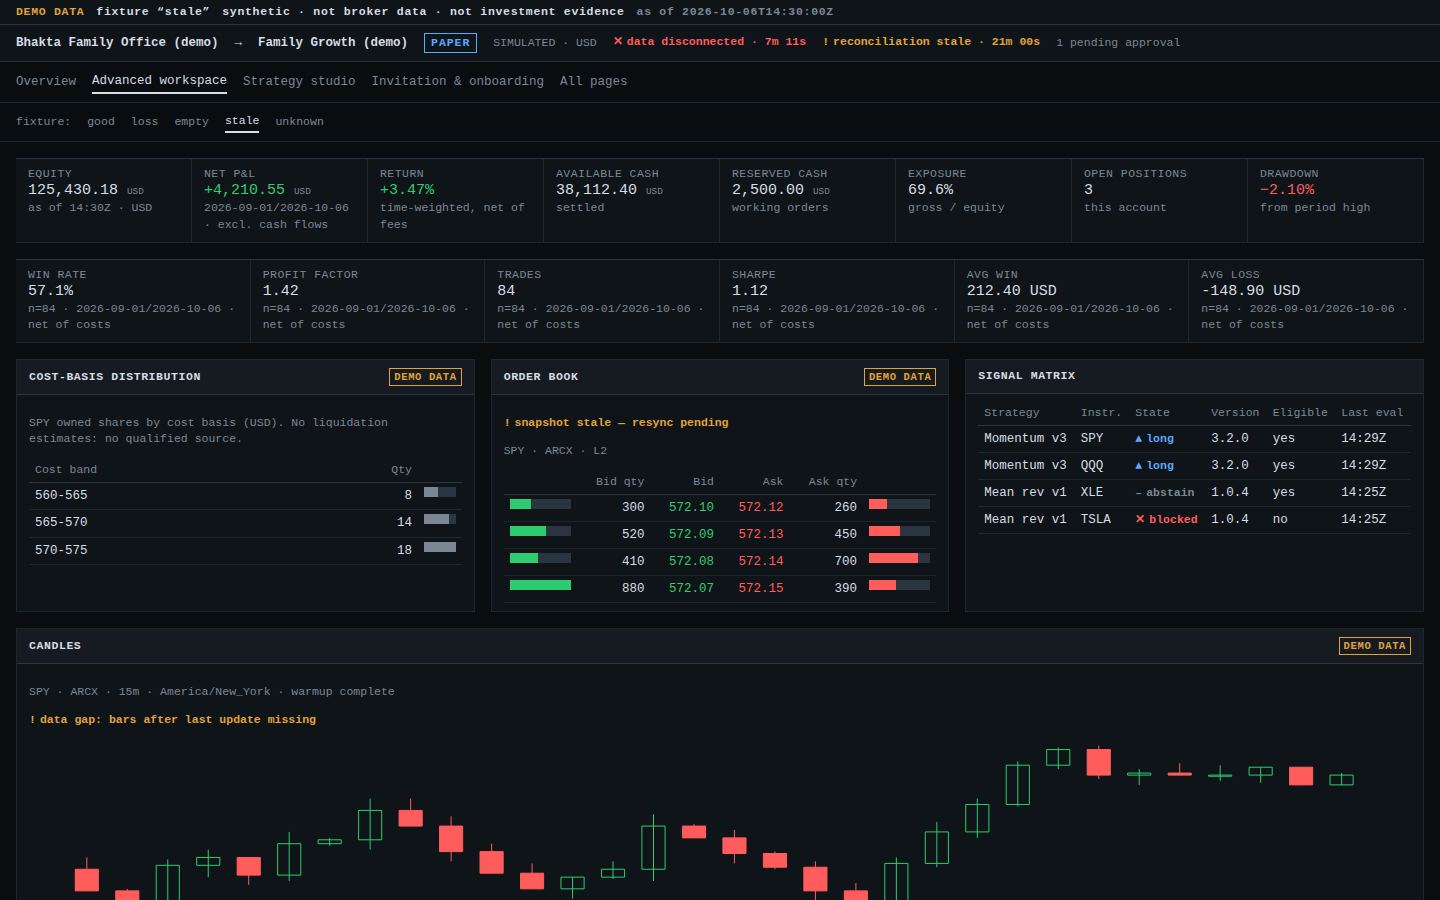 DEMO DATA fixture “stale” synthetic · not broker data · not investment evidence as of 2026-10-06T14:30:00Z
Bhakta Family Office (demo) → Family Growth (demo) PAPER SIMULATED · USD ✕ data disconnected · 7m 11s ! reconciliation stale · 21m 00s 1 pending approval
Overview Advanced workspace Strategy studio Invitation & onboarding All pages
fixture: good loss empty stale unknown
EQUITY NET P&L RETURN AVAILABLE CASH RESERVED CASH EXPOSURE OPEN POSITIONS DRAWDOWN
125,430.18 USD +4,210.55 USD +3.47% 38,112.40 USD 2,500.00 USD 69.6% 3 −2.10%
as of 14:30Z · USD 2026-09-01/2026-10-06 time-weighted, net of settled working orders gross / equity this account from period high
· excl. cash flows fees
WIN RATE PROFIT FACTOR TRADES SHARPE AVG WIN AVG LOSS
57.1% 1.42 84 1.12 212.40 USD -148.90 USD
n=84 · 2026-09-01/2026-10-06 · n=84 · 2026-09-01/2026-10-06 · n=84 · 2026-09-01/2026-10-06 · n=84 · 2026-09-01/2026-10-06 · n=84 · 2026-09-01/2026-10-06 · n=84 · 2026-09-01/2026-10-06 ·
net of costs net of costs net of costs net of costs net of costs net of costs
COST-BASIS DISTRIBUTION DEMO DATA
SPY owned shares by cost basis (USD). No liquidation
estimates: no qualified source.
Cost band Qty
560-565 8
565-570 14
570-575 18
ORDER BOOK DEMO DATA
! snapshot stale — resync pending
SPY · ARCX · L2
Bid qty Bid Ask Ask qty
300 572.10 572.12 260
520 572.09 572.13 450
410 572.08 572.14 700
880 572.07 572.15 390
SIGNAL MATRIX
Strategy Instr. State Version Eligible Last eval
Momentum v3 SPY ▲ long 3.2.0 yes 14:29Z
Momentum v3 QQQ ▲ long 3.2.0 yes 14:29Z
Mean rev v1 XLE – abstain 1.0.4 yes 14:25Z
Mean rev v1 TSLA ✕ blocked 1.0.4 no 14:25Z
CANDLES DEMO DATA
SPY · ARCX · 15m · America/New_York · warmup complete
! data gap: bars after last update missing